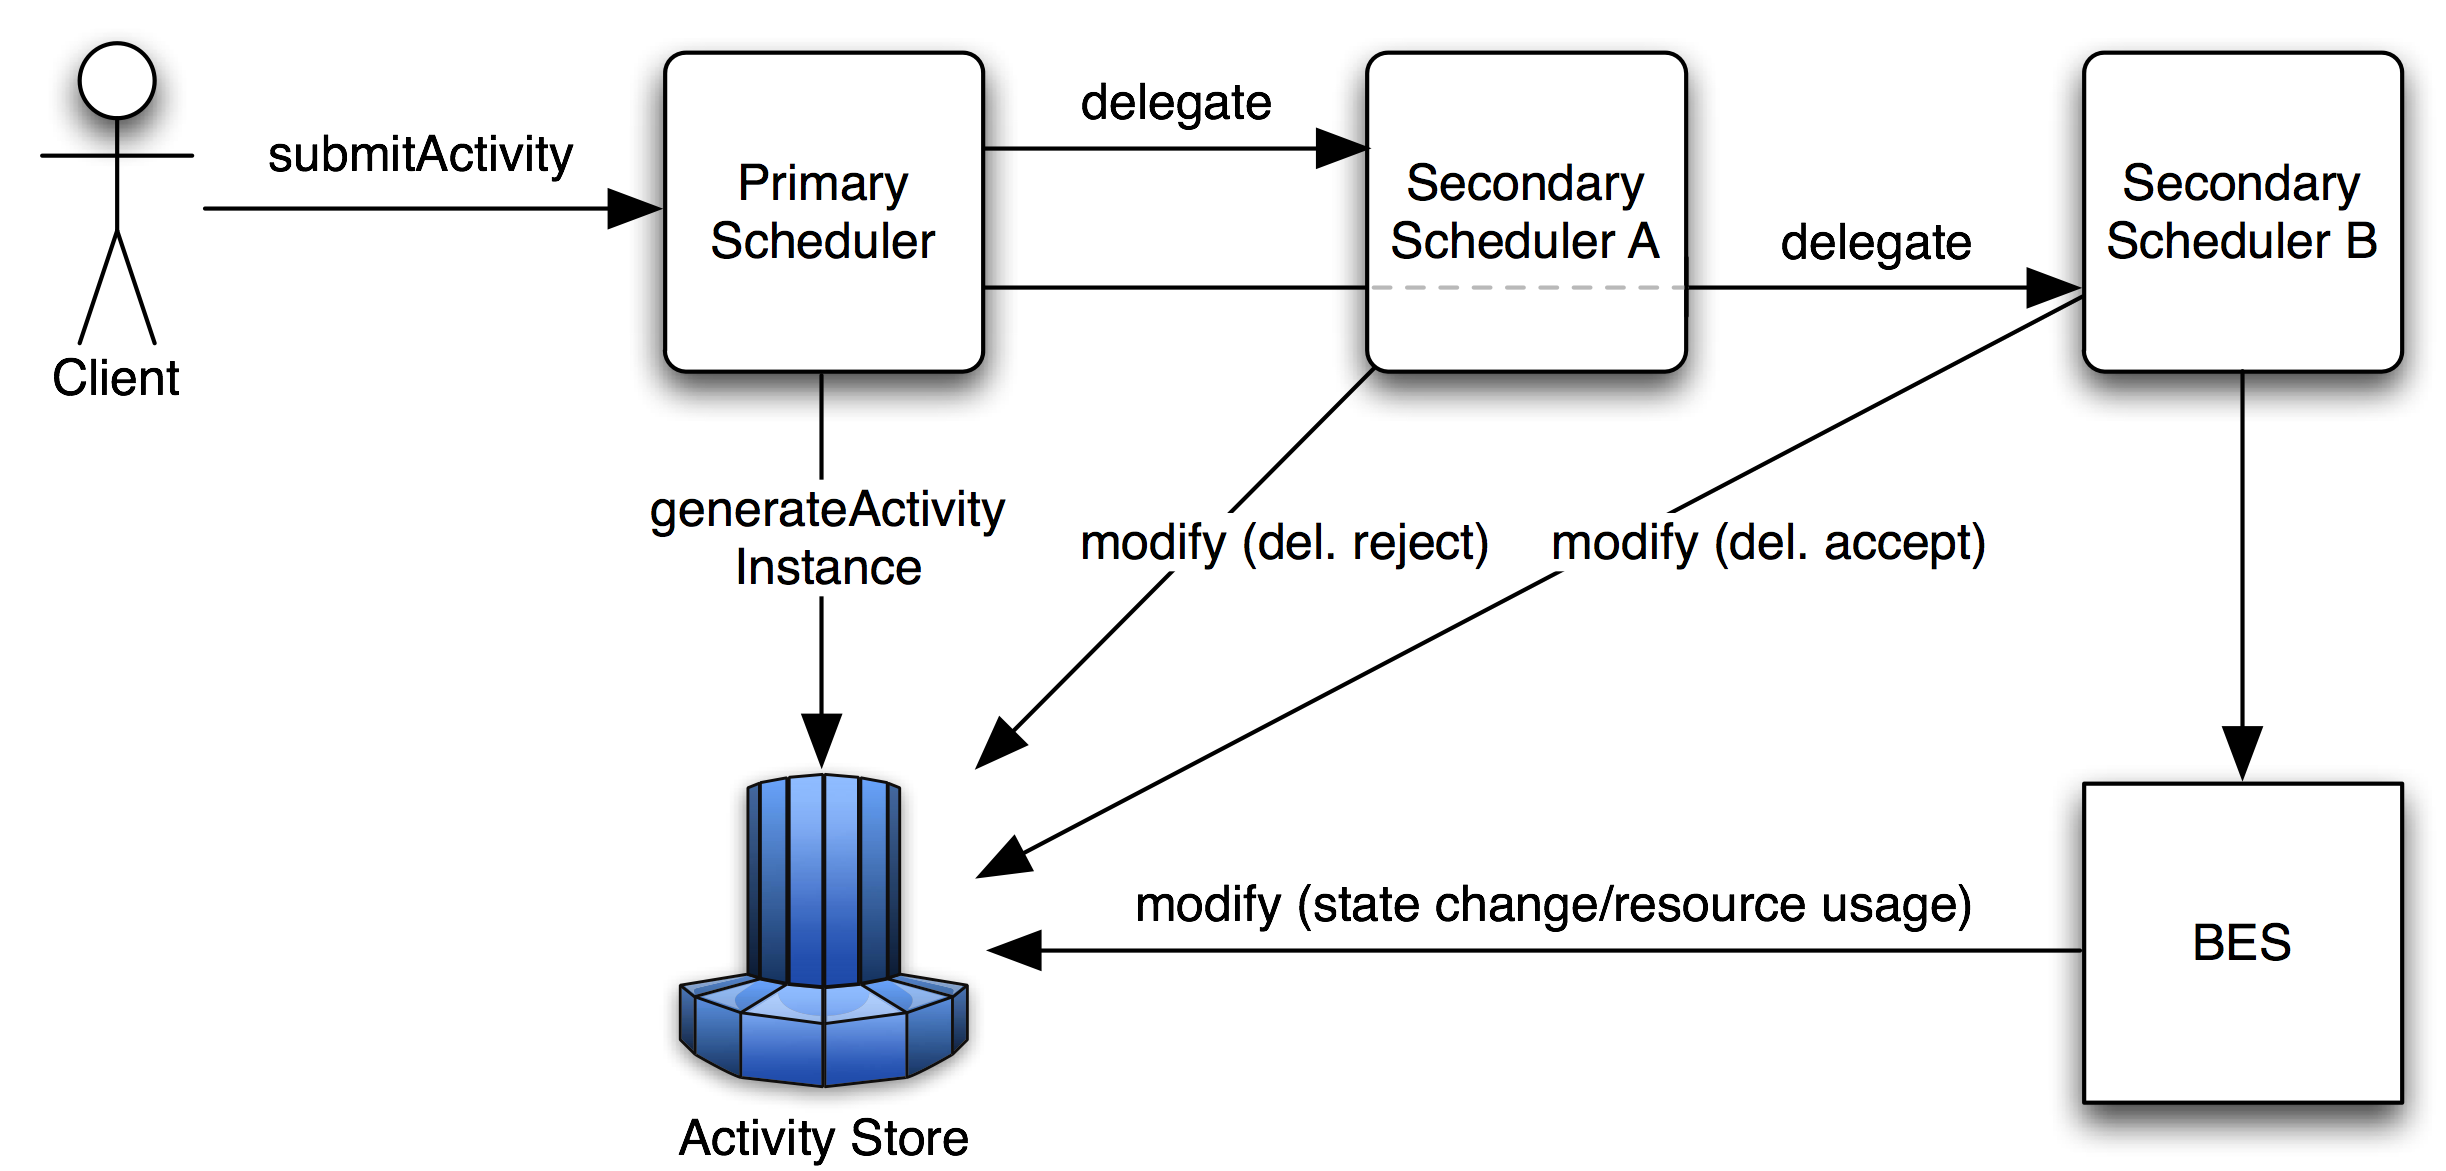 delegate
submitActivity
Primary
Scheduler
Secondary
Scheduler A
delegate
Secondary
Scheduler B
Client
generateActivity
Instance
modify (del. reject)
modify (del. accept)
modify (state change/resource usage)
BES
Activity Store